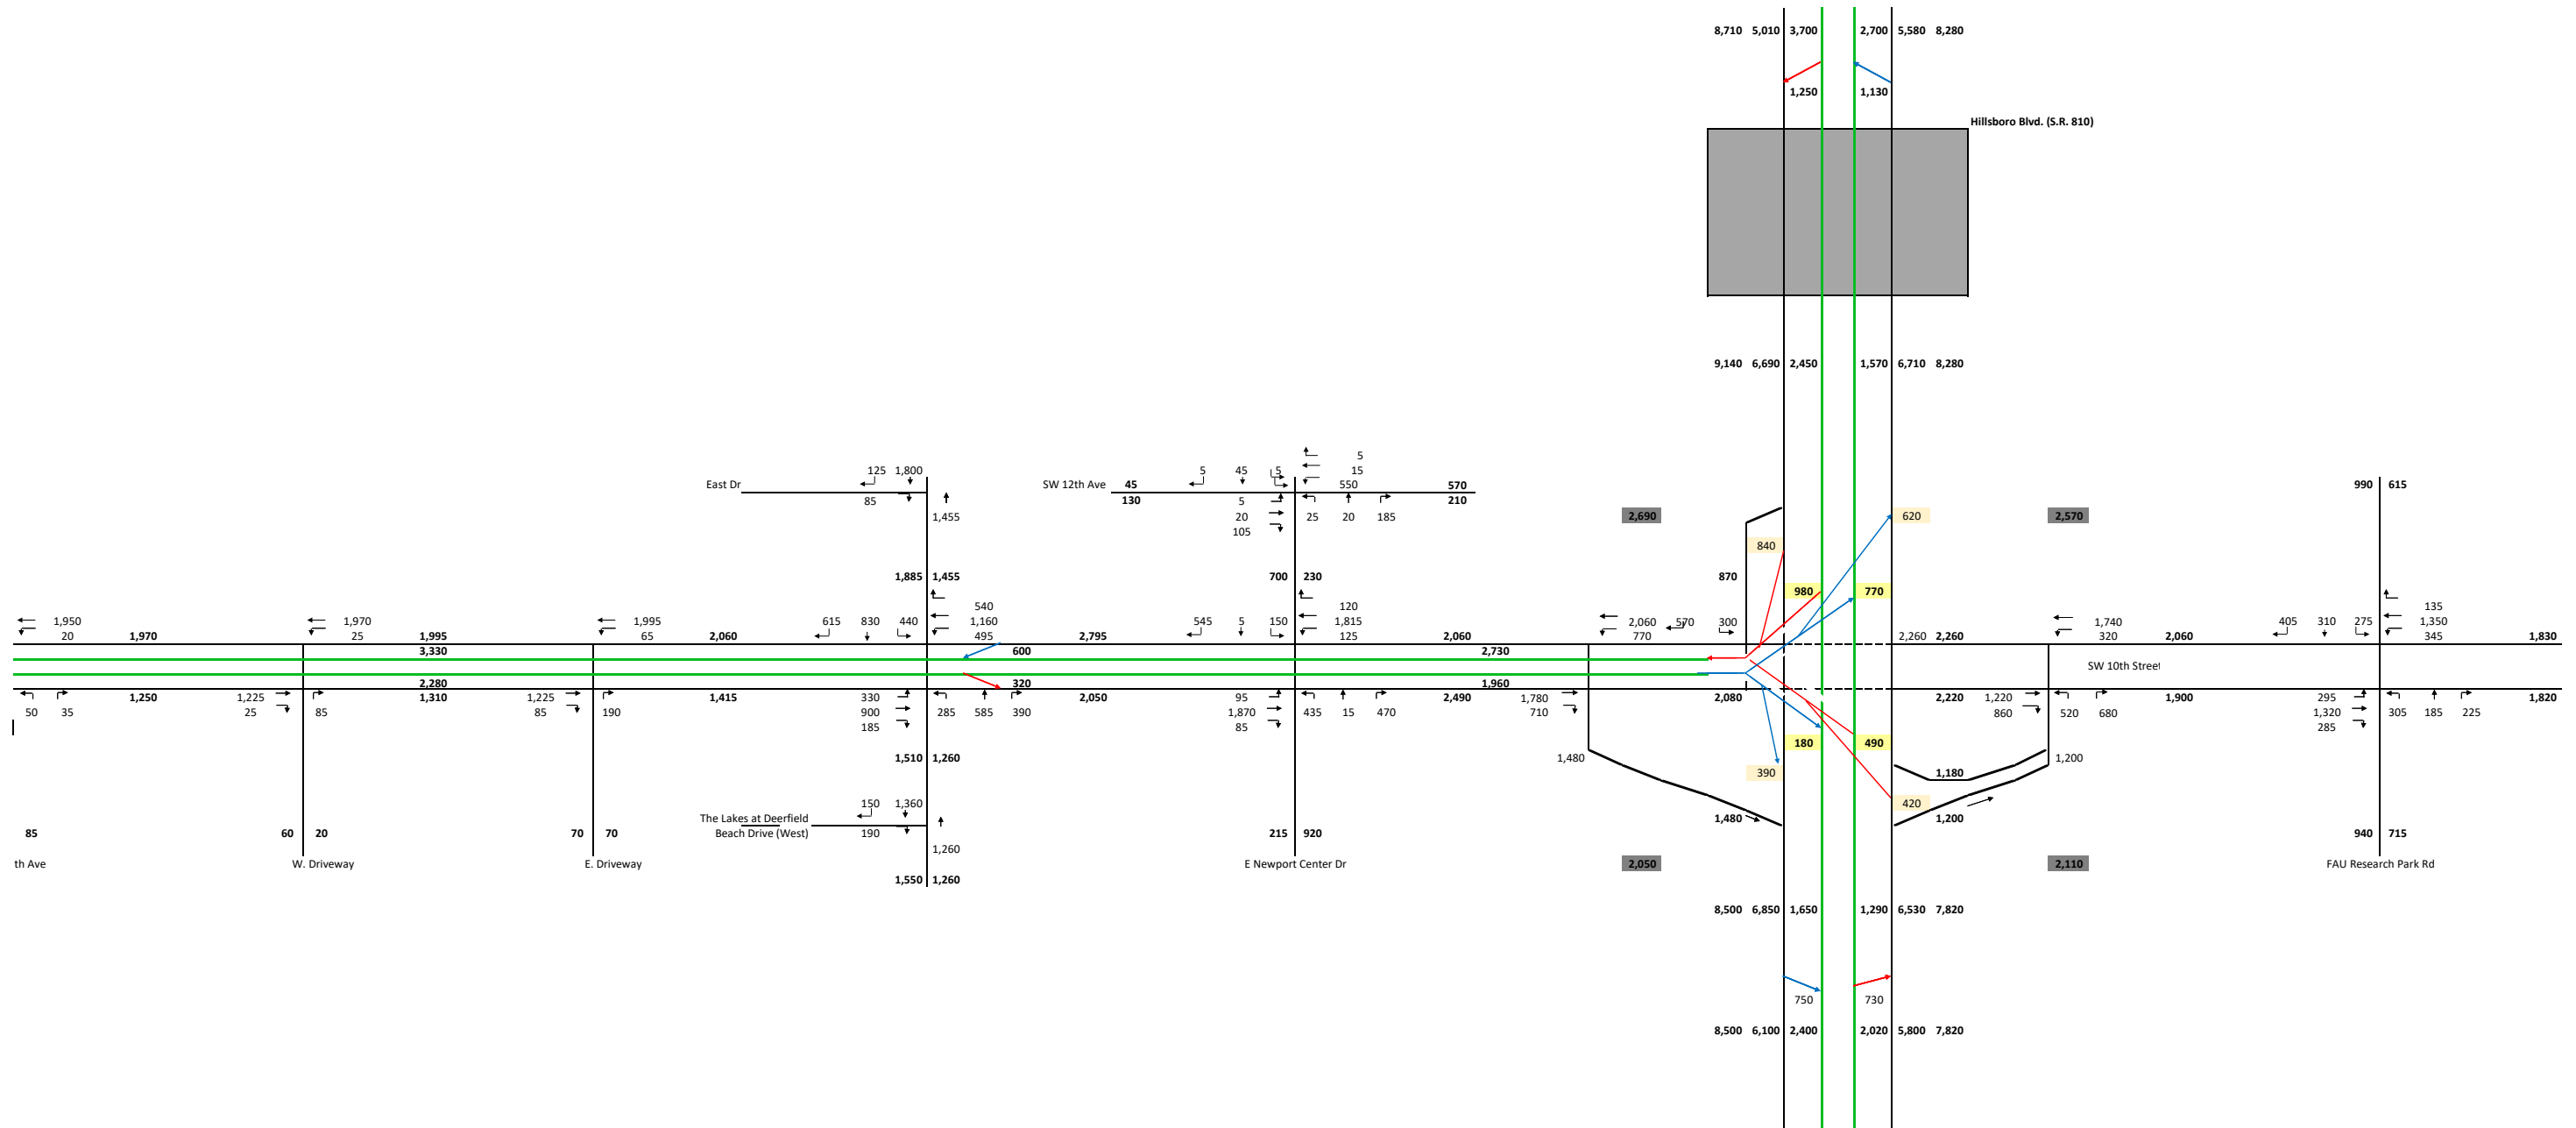 8,710 5,010 3,700 2,700 5,580 8,280
1,250 1,130
Hillsboro Blvd. (S.R. 810)
9,140 6,690 2,450 1,570 6,710 8,280
5
125 1,800 5 45 5 15
East Dr SW 12th Ave 45 550 570 990 615
85 130 5 210
1,455 20 25 20 185 2,690 620 2,570
105
840
1,885 1,455 700 230 870
980 770
540 120 135
1,950 1,970 1,995 615 830 440 1,160 545 5 150 1,815 2,060 570 300 1,740 405 310 275 1,350
20 1,970 25 1,995 65 2,060 495 2,795 125 2,060 770 2,260 2,260 320 2,060 345 1,830
3,330 600 2,730
SW 10th Street
2,280 320 1,960
1,250 1,225 1,310 1,225 1,415 330 2,050 95 2,490 1,780 2,080 2,220 1,220 1,900 295 1,820
50 35 25 85 85 190 900 285 585 390 1,870 435 15 470 710 860 520 680 1,320 305 185 225
185 85 285
180 490
1,510 1,260 1,480 1,200
390 1,180
150 1,360 420
The Lakes at Deerfield 1,480 1,200
Beach Drive (West) 190
85 60 20 70 70 215 920 940 715
1,260
th Ave W. Driveway E. Driveway E Newport Center Dr 2,050 2,110 FAU Research Park Rd
1,550 1,260
8,500 6,850 1,650 1,290 6,530 7,820
750 730
8,500 6,100 2,400 2,020 5,800 7,820